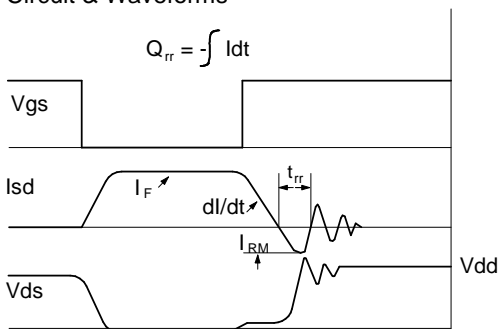 Circuit & Waveforms
Q_rr = -∫ Idt
Vgs
Isd
I_F
dI/dt
t_rr
I_RM
Vds
Vdd